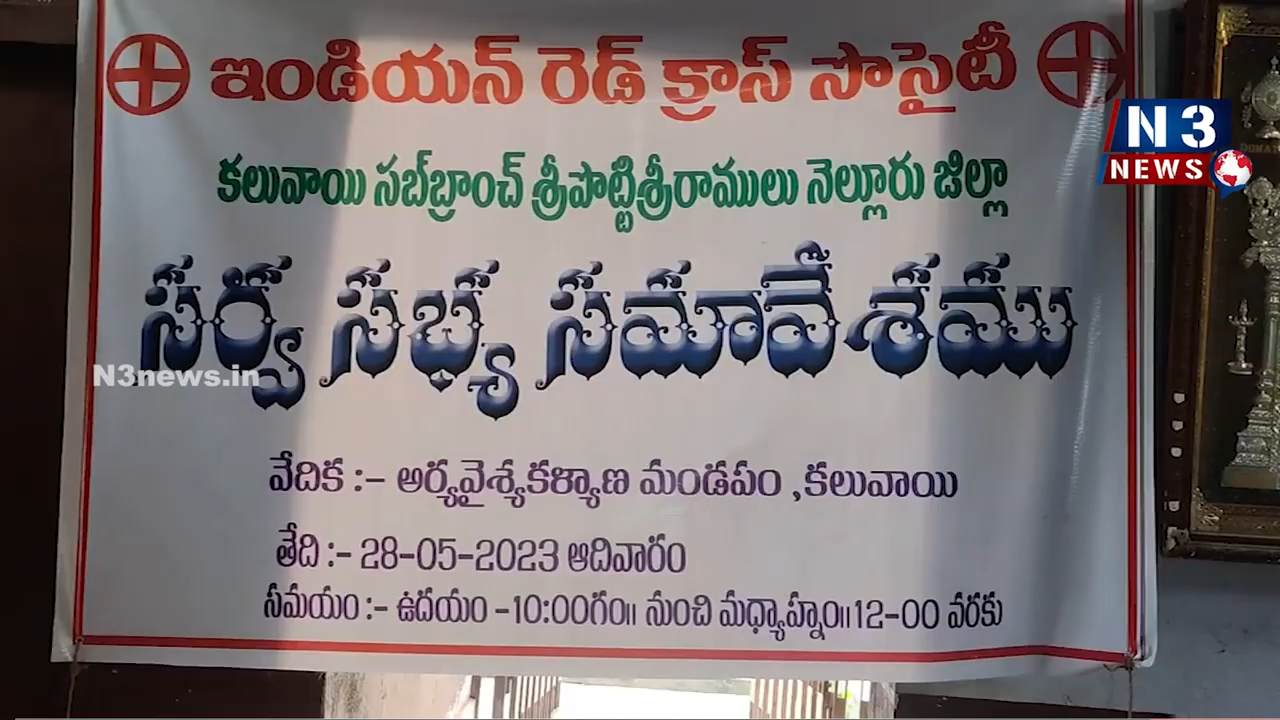 ఇండియన్ రెడ్ క్రాస్ సొసైటీ
N3
NEWS
కలువాయి సబ్‌బ్రాంచ్ శ్రీపొట్టిశ్రీరాములు నెల్లూరు జిల్లా
సర్వ సభ్య సమావేశము
N3news.in
వేదిక :- అర్యవైశ్యకళ్యాణ మండపం ,కలువాయి
తేది :- 28-05-2023 ఆదివారం
సమయం :- ఉదయం -10:00గం॥ నుంచి మధ్యాహ్నం॥12-00 వరకు